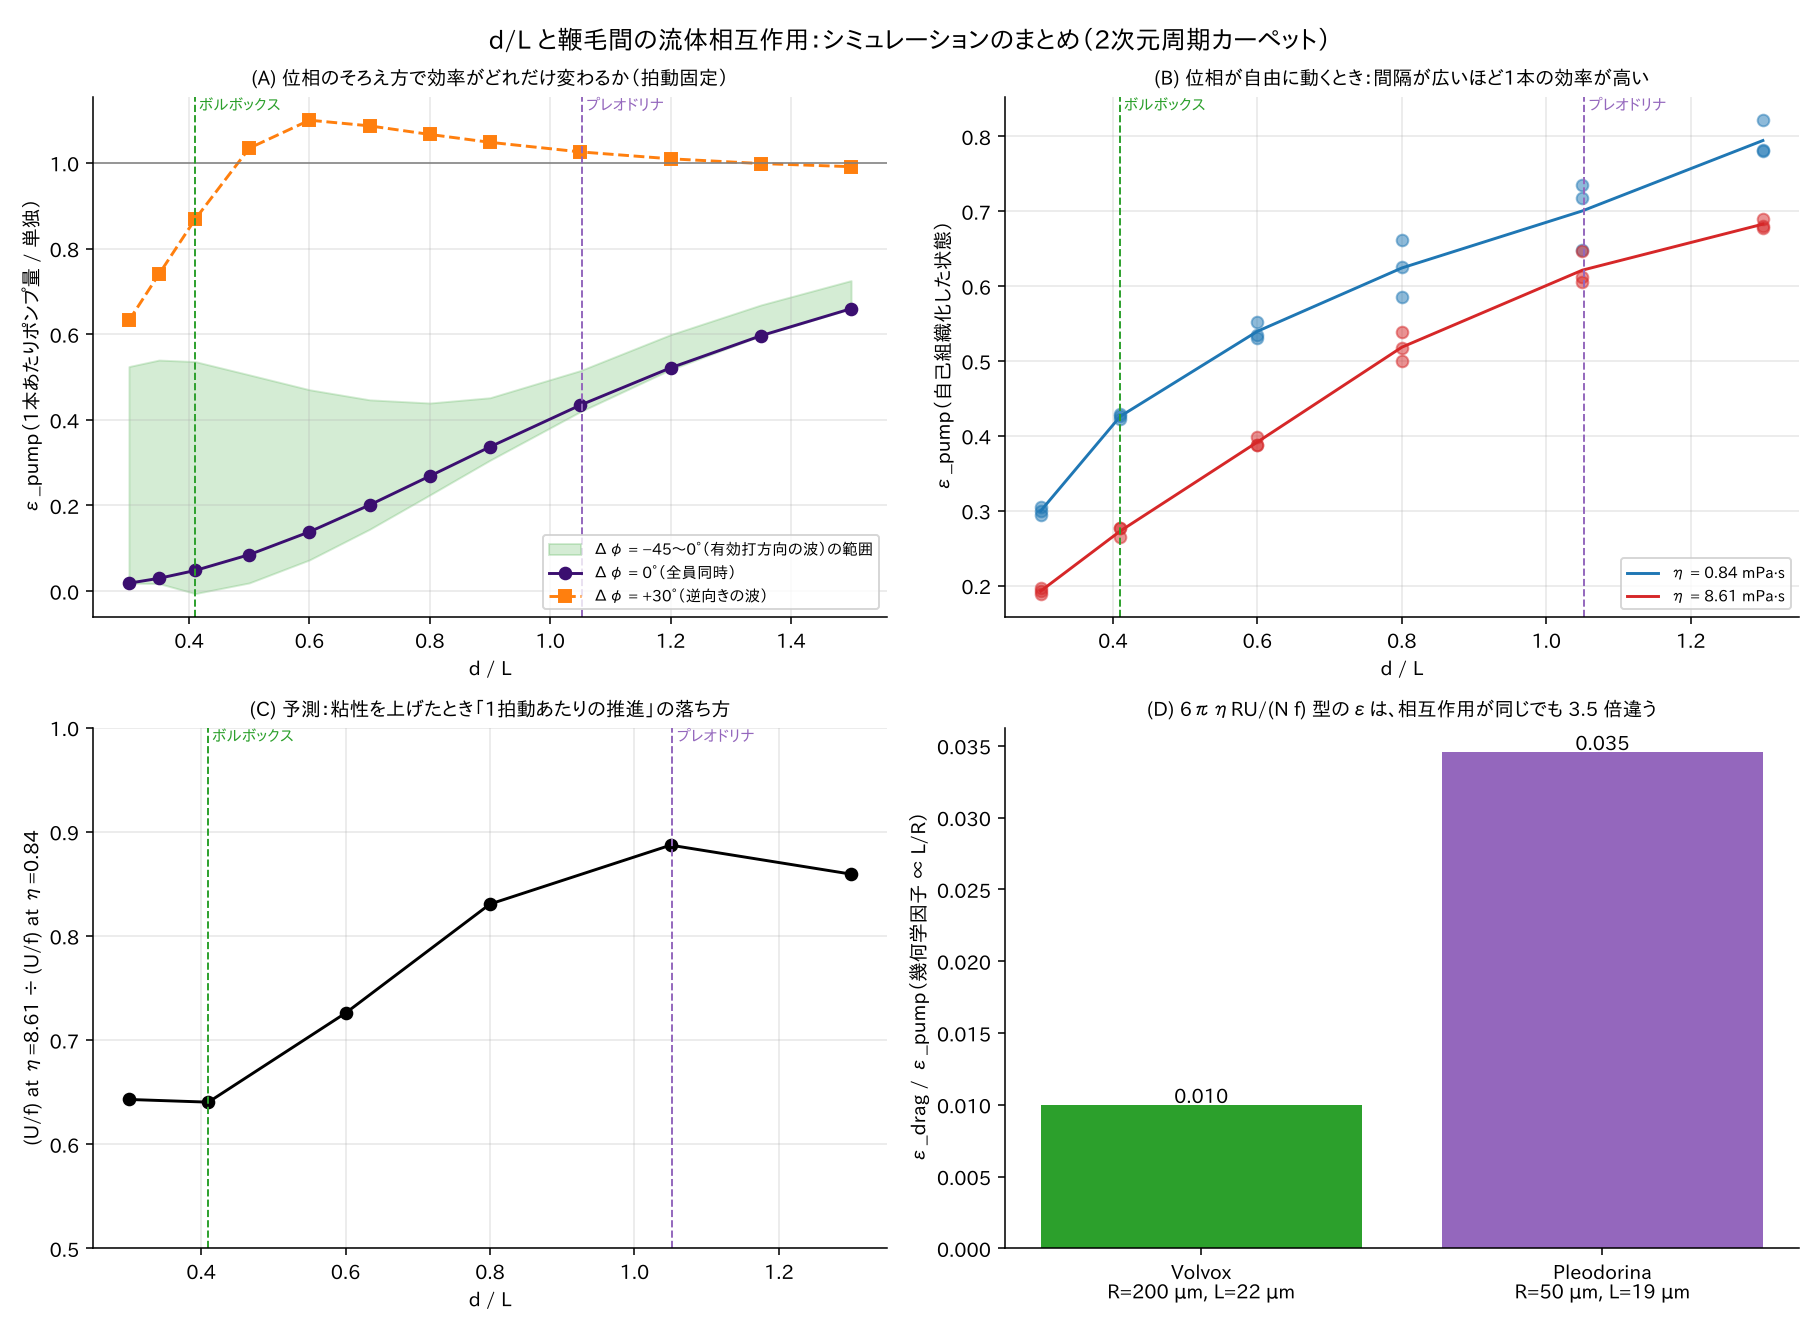 d/L と鞭毛間の流体相互作用：シミュレーションのまとめ（2次元周期カーペット）
(A) 位相のそろえ方で効率がどれだけ変わるか（拍動固定）
ボルボックス
プレオドリナ
ε_pump（1本あたりポンプ量 / 単独）
1.0
0.8
0.6
0.4
0.2
0.0
Δφ = −45〜0°（有効打方向の波）の範囲
Δφ = 0°（全員同時）
Δφ = +30°（逆向きの波）
0.4 0.6 0.8 1.0 1.2 1.4
d / L
(B) 位相が自由に動くとき：間隔が広いほど1本の効率が高い
ボルボックス
プレオドリナ
ε_pump（自己組織化した状態）
0.8
0.7
0.6
0.5
0.4
0.3
0.2
η = 0.84 mPa·s
η = 8.61 mPa·s
0.4 0.6 0.8 1.0 1.2
d / L
(C) 予測：粘性を上げたとき「1拍動あたりの推進」の落ち方
ボルボックス
プレオドリナ
(U/f) at η=8.61 ÷ (U/f) at η=0.84
1.0
0.9
0.8
0.7
0.6
0.5
0.4 0.6 0.8 1.0 1.2
d / L
(D) 6πηRU/(N f) 型の ε は、相互作用が同じでも 3.5 倍違う
ε_drag / ε_pump（幾何学因子 ∝ L/R）
0.035
0.030
0.025
0.020
0.015
0.010
0.005
0.000
0.010
0.035
Volvox
R=200 μm, L=22 μm
Pleodorina
R=50 μm, L=19 μm